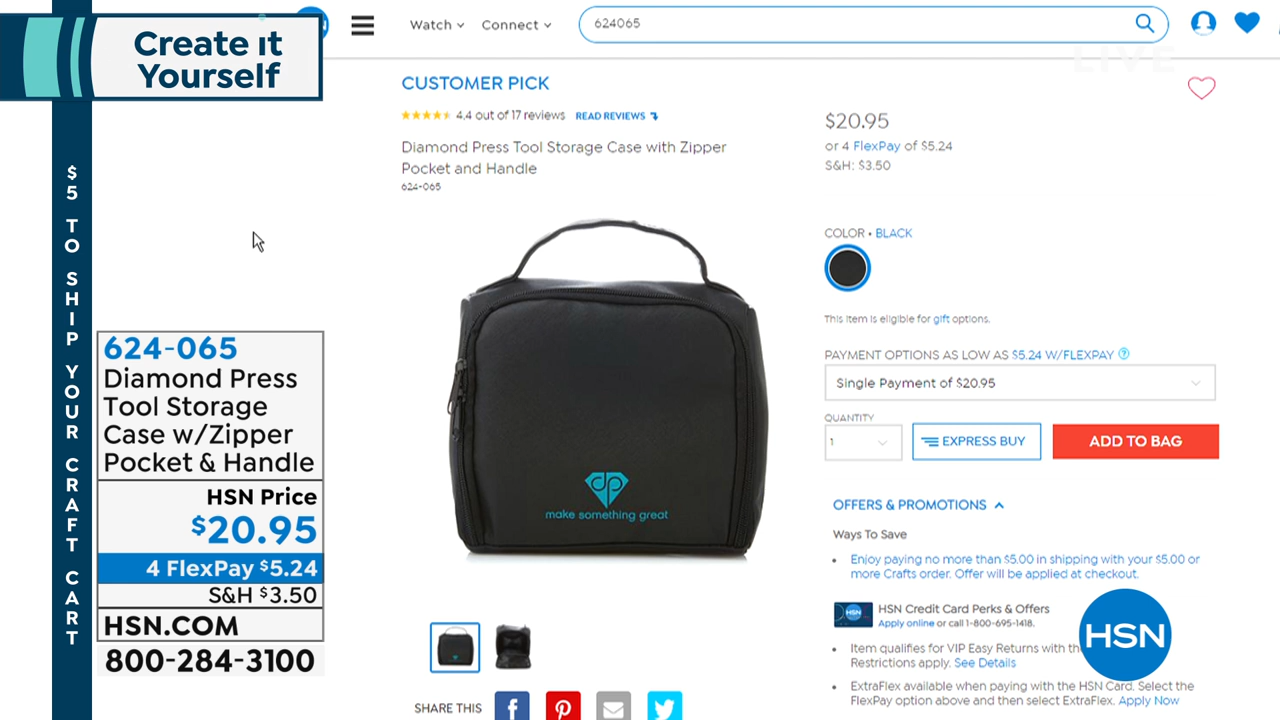 Create it
Yourself
$5 TO SHIP YOUR CRAFT CART
624-065
Diamond Press
Tool Storage
Case w/Zipper
Pocket & Handle
HSN Price
$20.95
4 FlexPay $5.24
S&H $3.50
HSN.COM
800-284-3100
Watch
Connect
624065
LIVE
CUSTOMER PICK
4.4 out of 17 reviews READ REVIEWS
Diamond Press Tool Storage Case with Zipper
Pocket and Handle
624-065
dp
make something great
SHARE THIS
$20.95
or 4 FlexPay of $5.24
S&H: $3.50
COLOR • BLACK
This item is eligible for gift options.
PAYMENT OPTIONS AS LOW AS $5.24 W/FLEXPAY ?
Single Payment of $20.95
QUANTITY
1
EXPRESS BUY
ADD TO BAG
OFFERS & PROMOTIONS
Ways To Save
• Enjoy paying no more than $5.00 in shipping with your $5.00 or
more Crafts order. Offer will be applied at checkout.
HSN
HSN Credit Card Perks & Offers
Apply online or call 1-800-695-1418.
• Item qualifies for VIP Easy Returns with
Restrictions apply. See Details
• ExtraFlex available when paying with the HSN Card. Select the
FlexPay option above and then select ExtraFlex. Apply Now
HSN